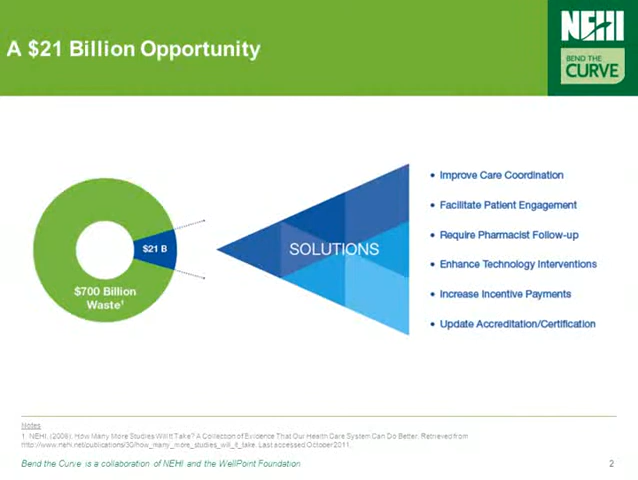 A $21 Billion Opportunity
NEHI
BEND THE
CURVE
$21 B
$700 Billion
Waste¹
SOLUTIONS
• Improve Care Coordination
• Facilitate Patient Engagement
• Require Pharmacist Follow-up
• Enhance Technology Interventions
• Increase Incentive Payments
• Update Accreditation/Certification
Notes
1. NEHI. (2008). How Many More Studies Will It Take? A Collection of Evidence That Our Health Care System Can Do Better. Retrieved from
http://www.nehi.net/publications/30/how_many_more_studies_will_it_take. Last accessed October 2011.
Bend the Curve is a collaboration of NEHI and the WellPoint Foundation
2